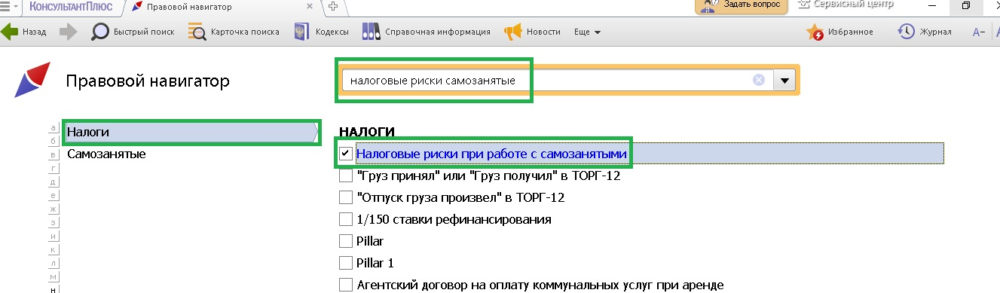 КОНСУЛЬТАНТПЛЮС Правовой навигатор × Задать вопрос Сервисный центр
Назад Быстрый поиск Карточка поиска Кодексы Справочная информация Новости Еще Избранное Журнал А−
Правовой навигатор
налоговые риски самозанятые
а
б
в
г
д
е
ж
з
и
к
л
м
н
Налоги
Самозанятые
НАЛОГИ
Налоговые риски при работе с самозанятыми
"Груз принял" или "Груз получил" в ТОРГ-12
"Отпуск груза произвел" в ТОРГ-12
1/150 ставки рефинансирования
Pillar
Pillar 1
Агентский договор на оплату коммунальных услуг при аренде